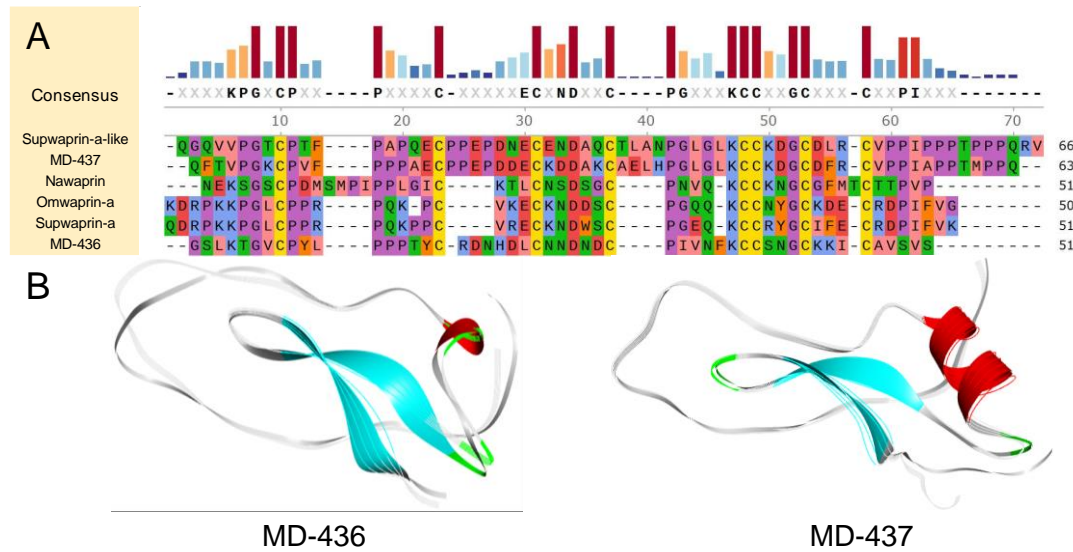 A
Consensus
-XXXXKPGXCPXX----PXXXXC-XXXXXXECXNDXXC----PGXXXKCCXXGCXXX-CXXPIXXX-------
10 20 30 40 50 60 70
Supwaprin-a-like -QGQVVPGTCPTF----PAPQECPPEPDNECENDAQCTLANPGLGLKCCKDGCDLR-CVPPIPPPTPPPQRV 66
MD-437 --QFTVPGKCPVF----PPPAECPPEPDDECKDDAKCAELHPGLGLKCCKDGCDFR-CVPPIAPPTMPPQ-- 63
Nawaprin ---NEKSGSCPDMSMPIPPLGIC----KTLCNSDSGC----PNVQ-KCCKNGCGFMTCTTPVP--------- 51
Omwaprin-a KDRPKKPGLCPPR----PQK-PC----VKECKNDDSC----PGQQ-KCCNYGCKDE-CRDPIFVG------- 50
Supwaprin-a QDRPKKPGLCPPR----PQKPPC----VRECKNDWSC----PGEQ-KCCRYGCIFE-CRDPIFVK------- 51
MD-436 --GSLKTGVCPYL----PPPTYC-RDNHDLCNNDNDC----PIVNFKCCSNGCKKI-CAVSVS--------- 51
B
MD-436
MD-437